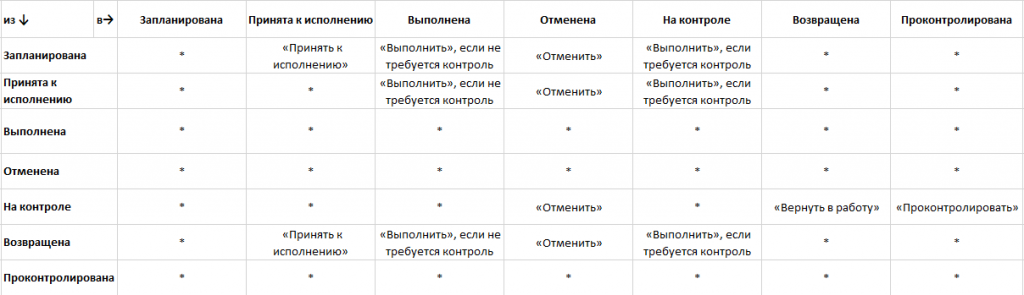 из ↓ в→ Запланирована Принята к исполнению Выполнена Отменена На контроле Возвращена Проконтролирована
Запланирована * «Принять к исполнению» «Выполнить», если не требуется контроль «Отменить» «Выполнить», если требуется контроль * *
Принята к исполнению * * «Выполнить», если не требуется контроль «Отменить» «Выполнить», если требуется контроль * *
Выполнена * * * * * * *
Отменена * * * * * * *
На контроле * * * «Отменить» * «Вернуть в работу» «Проконтролировать»
Возвращена * «Принять к исполнению» «Выполнить», если не требуется контроль «Отменить» «Выполнить», если требуется контроль * *
Проконтролирована * * * * * * *